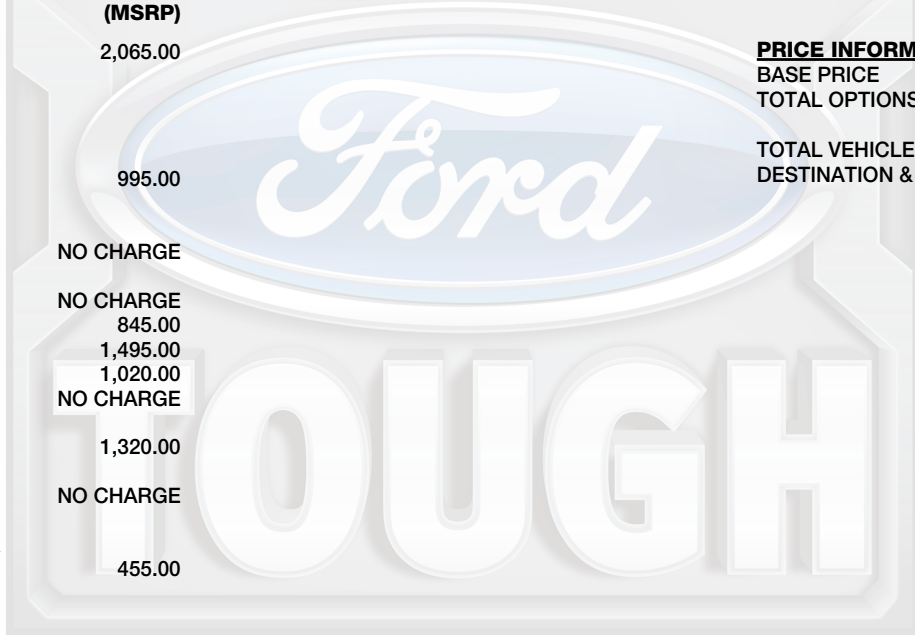 (MSRP)
2,065.00
995.00
NO CHARGE
NO CHARGE
845.00
1,495.00
1,020.00
NO CHARGE
1,320.00
NO CHARGE
455.00
PRICE INFORM
BASE PRICE
TOTAL OPTIONS
TOTAL VEHICLE
DESTINATION &
Ford
TOUGH